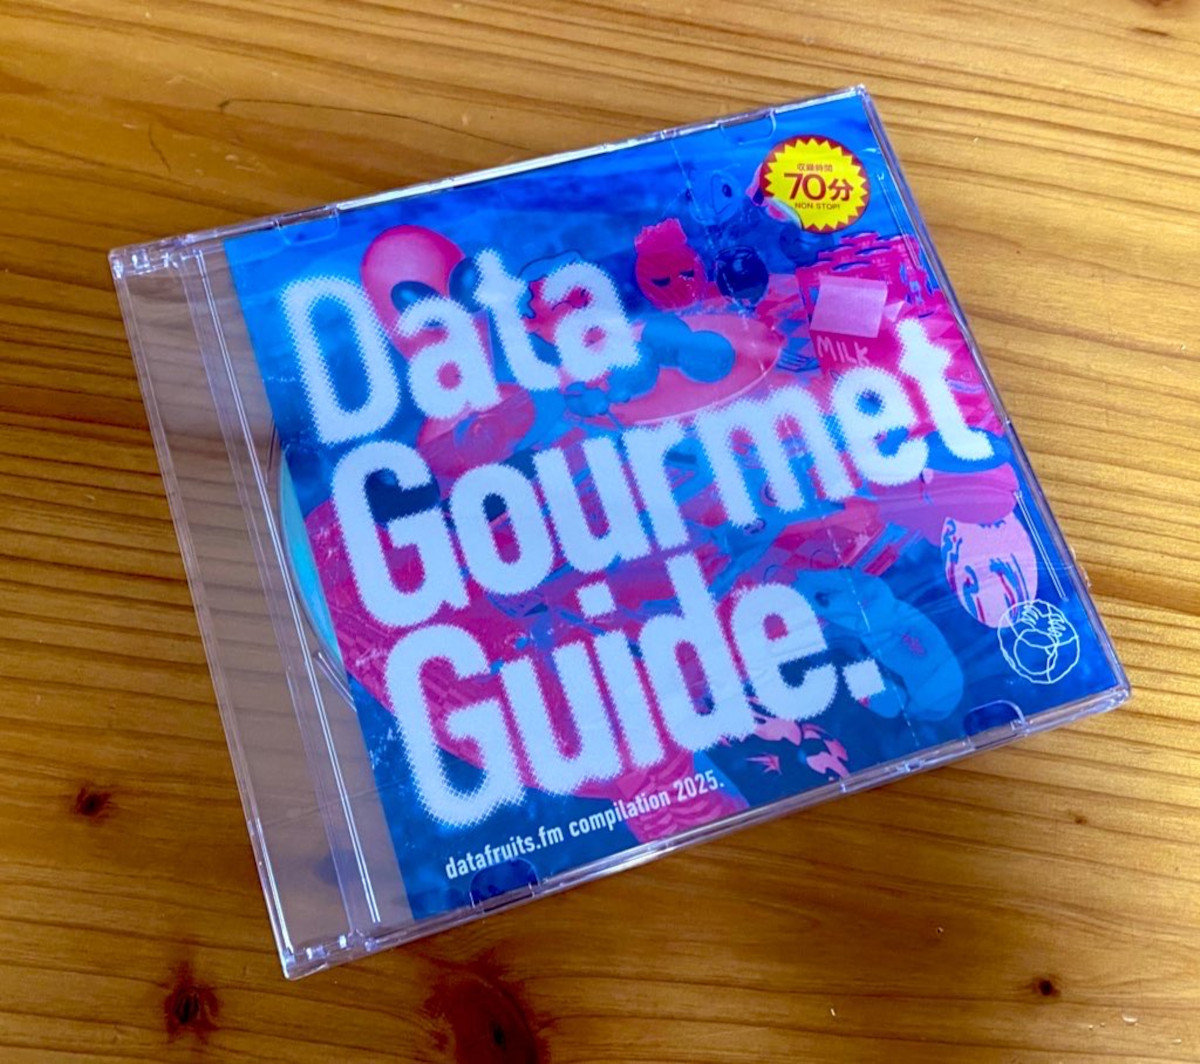 収録時間
70分
NON STOP!
Data
MILK
Gourmet
Guide.
datafruits.fm compilation 2025.